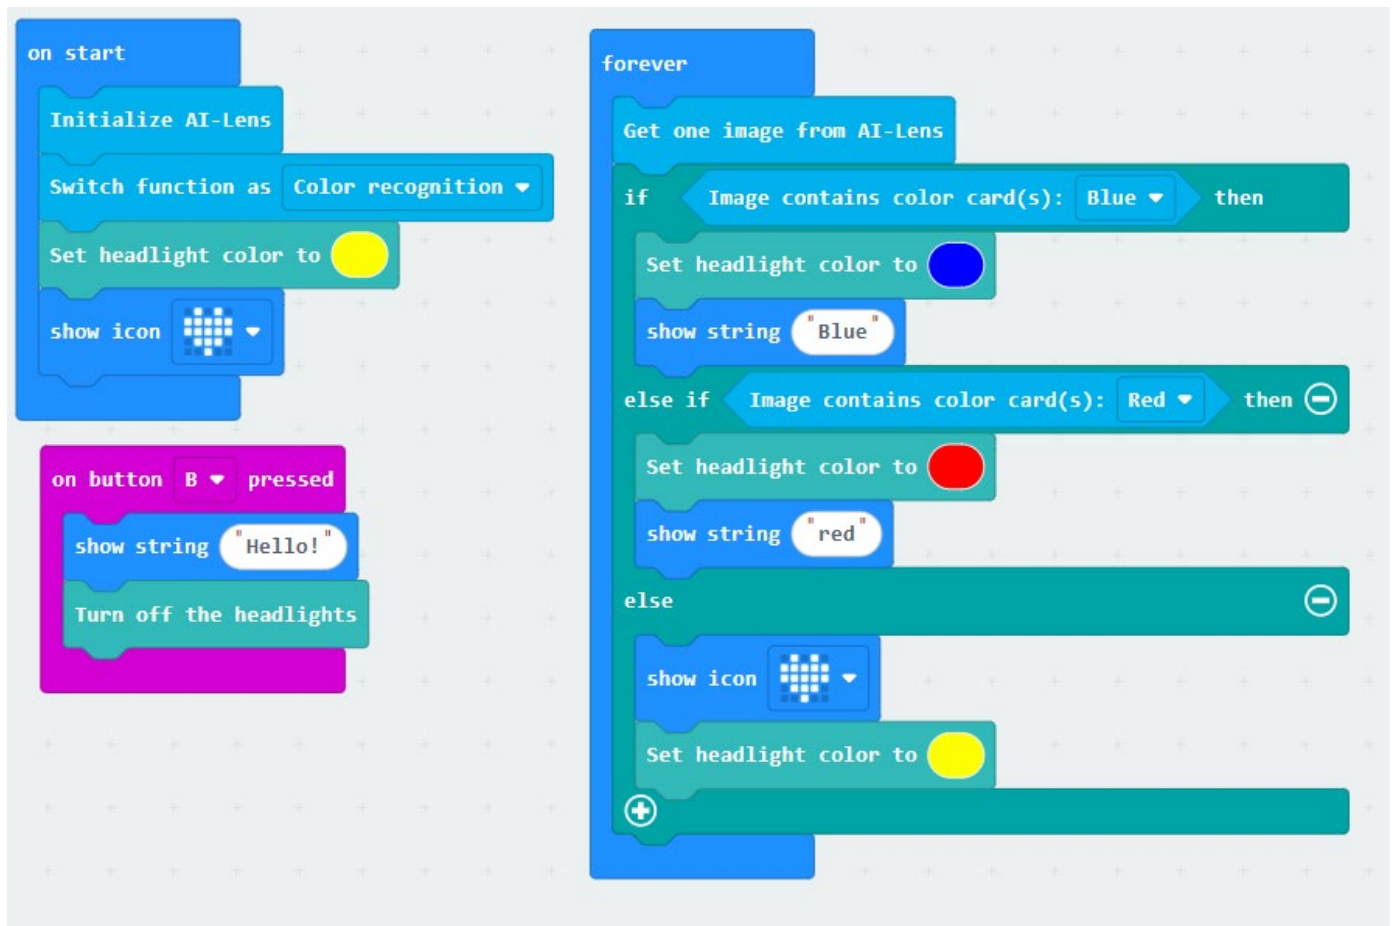 on start
Initialize AI-Lens
Switch function as Color recognition
Set headlight color to
show icon
on button B pressed
show string "Hello!"
Turn off the headlights
forever
Get one image from AI-Lens
if Image contains color card(s): Blue then
Set headlight color to
show string "Blue"
else if Image contains color card(s): Red then
Set headlight color to
show string "red"
else
show icon
Set headlight color to